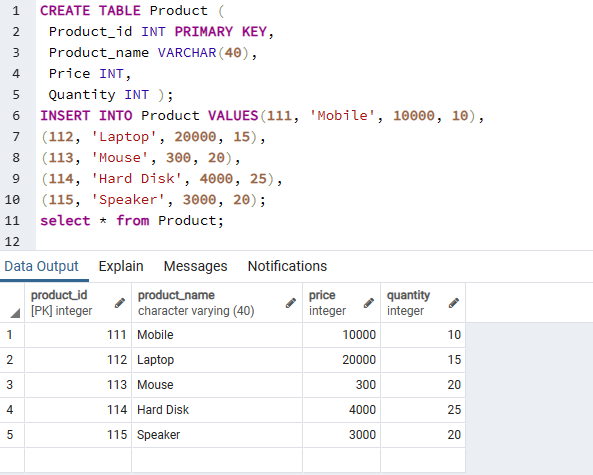 1 CREATE TABLE Product (
2 Product_id INT PRIMARY KEY,
3 Product_name VARCHAR(40),
4 Price INT,
5 Quantity INT );
6 INSERT INTO Product VALUES(111, 'Mobile', 10000, 10),
7 (112, 'Laptop', 20000, 15),
8 (113, 'Mouse', 300, 20),
9 (114, 'Hard Disk', 4000, 25),
10 (115, 'Speaker', 3000, 20);
11 select * from Product;
12
Data Output Explain Messages Notifications
product_id product_name price quantity
[PK] integer character varying (40) integer integer
1 111 Mobile 10000 10
2 112 Laptop 20000 15
3 113 Mouse 300 20
4 114 Hard Disk 4000 25
5 115 Speaker 3000 20